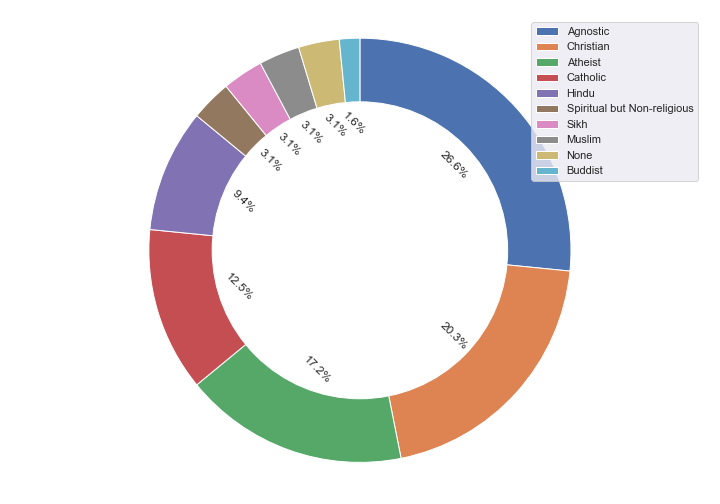 Agnostic
Christian
Atheist
Catholic
Hindu
Spiritual but Non-religious
Sikh
Muslim
None
Buddist
26.6%
20.3%
17.2%
12.5%
9.4%
3.1%
3.1%
3.1%
3.1%
1.6%